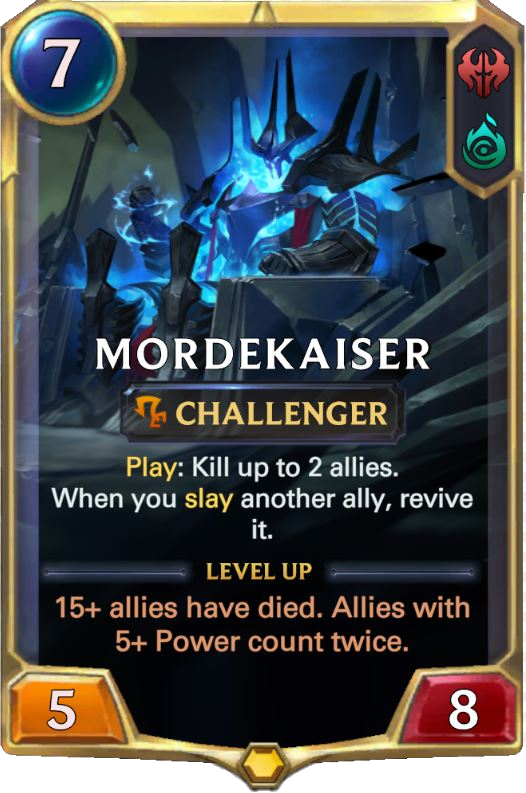 7
MORDEKAISER
CHALLENGER
Play: Kill up to 2 allies.
When you slay another ally, revive
it.
LEVEL UP
15+ allies have died. Allies with
5+ Power count twice.
5
8